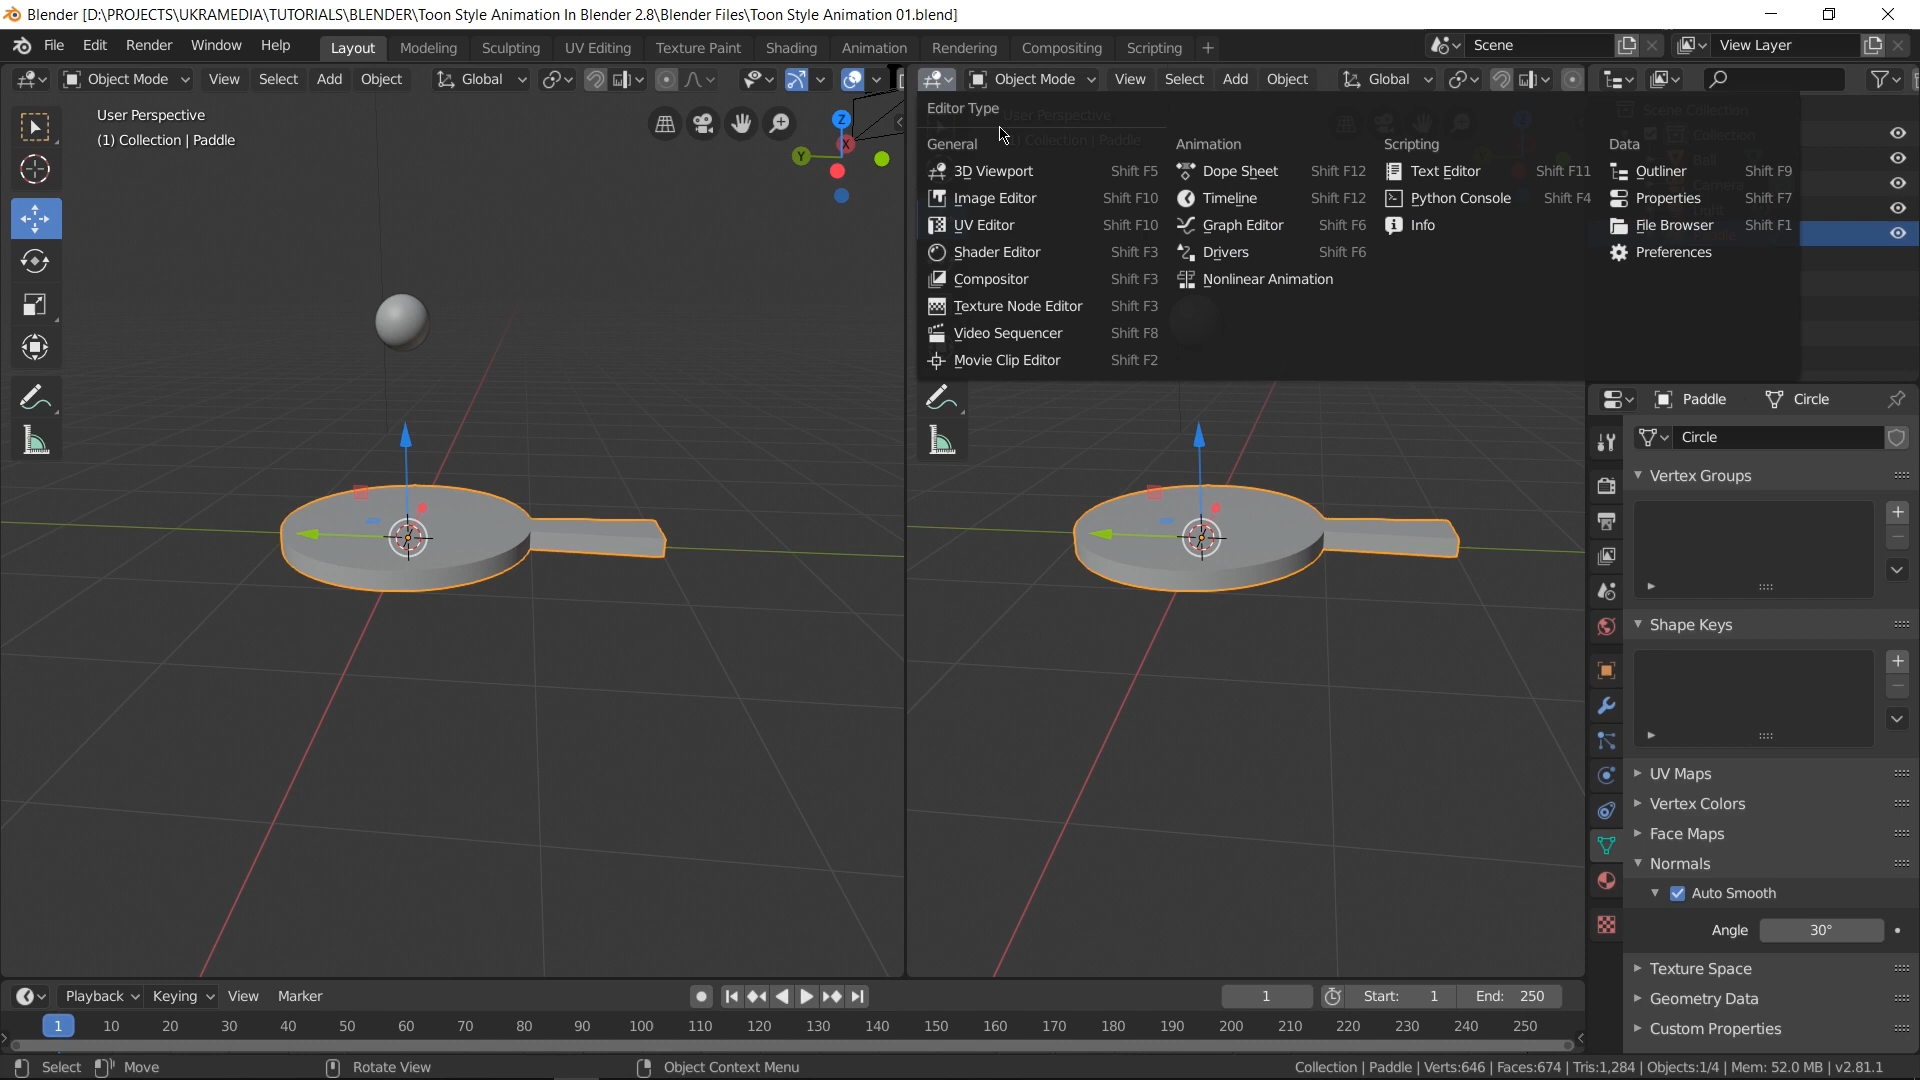 Blender [D:\PROJECTS\UKRAMEDIA\TUTORIALS\BLENDER\Toon Style Animation In Blender 2.8\Blender Files\Toon Style Animation 01.blend]
File Edit Render Window Help Layout Modeling Sculpting UV Editing Texture Paint Shading Animation Rendering Compositing Scripting + Scene View Layer
Object Mode View Select Add Object Global Object Mode View Select Add Object Global
User Perspective
(1) Collection | Paddle
Z
X
Y
Editor Type
User Perspective
Collection | Paddle
Scene Collection
Collection
General Animation Scripting Data
3D Viewport Shift F5 Dope Sheet Shift F12 Text Editor Shift F11 Outliner Shift F9
Image Editor Shift F10 Timeline Shift F12 Python Console Shift F4 Properties Shift F7
UV Editor Shift F10 Graph Editor Shift F6 Info File Browser Shift F1
Shader Editor Shift F3 Drivers Shift F6 Preferences
Compositor Shift F3 Nonlinear Animation
Texture Node Editor Shift F3
Video Sequencer Shift F8
Movie Clip Editor Shift F2
Paddle Circle
Circle
Vertex Groups
Shape Keys
UV Maps
Vertex Colors
Face Maps
Normals
Auto Smooth
Angle 30°
Texture Space
Geometry Data
Custom Properties
Playback Keying View Marker 1 Start: 1 End: 250
1 10 20 30 40 50 60 70 80 90 100 110 120 130 140 150 160 170 180 190 200 210 220 230 240 250
Select Move Rotate View Object Context Menu Collection | Paddle | Verts:646 | Faces:674 | Tris:1,284 | Objects:1/4 | Mem: 52.0 MB | v2.81.1